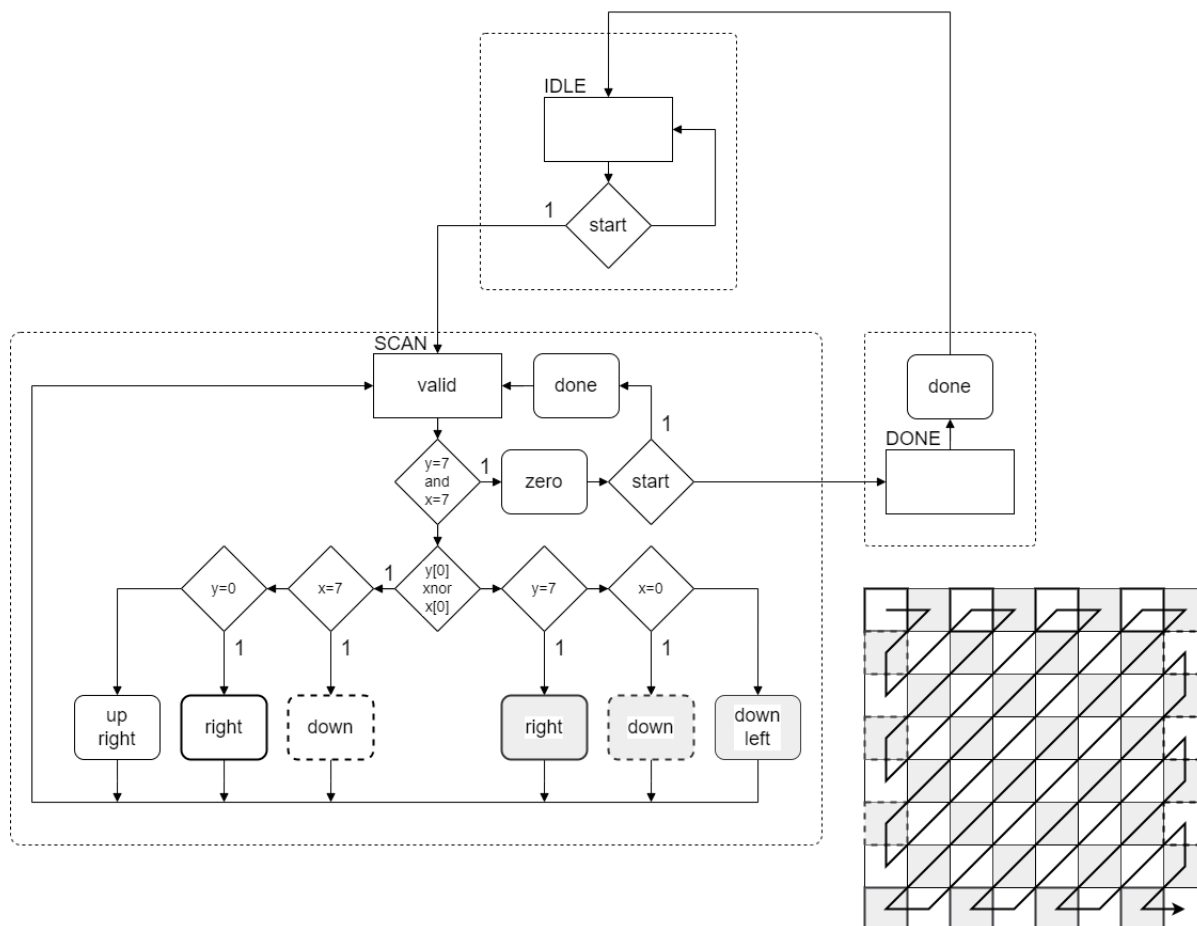 IDLE
1
start
SCAN
valid
done
done
1
DONE
y=7
and
x=7
1
zero
start
y=0
x=7
1
y[0]
xnor
x[0]
y=7
x=0
1
1
1
1
up
right
right
down
right
down
down
left